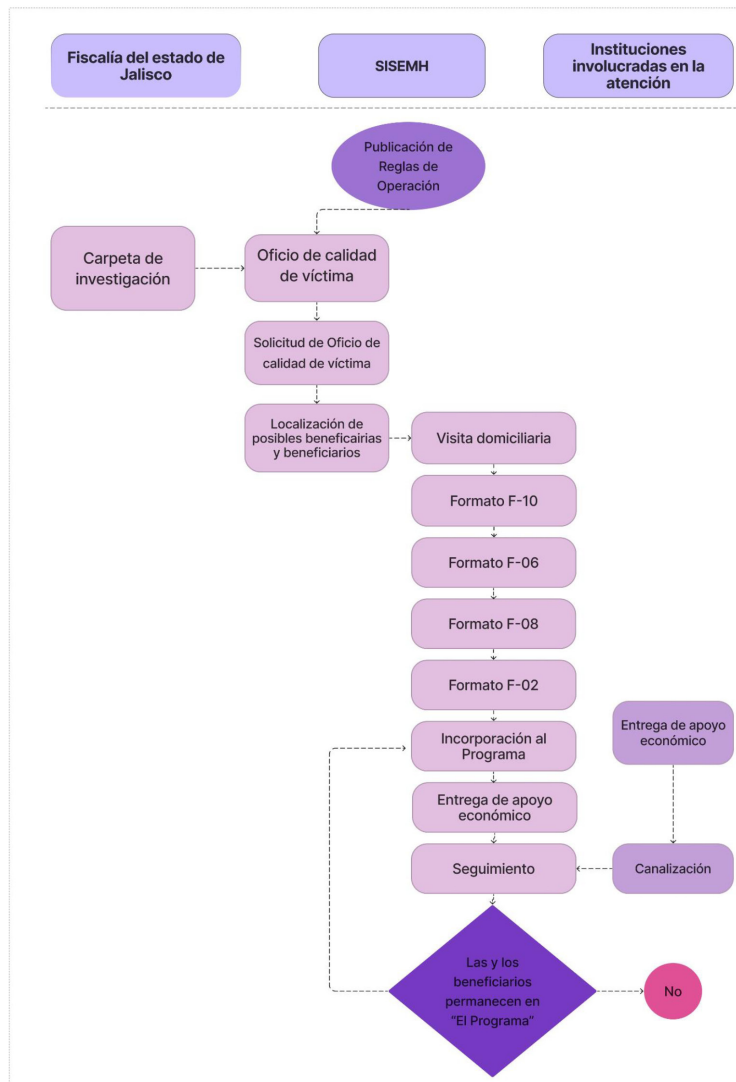 Fiscalía del estado de
Jalisco
SISEMH
Instituciones
involucradas en la
atención
Publicación de
Reglas de
Operación
Carpeta de
investigación
Oficio de calidad
de víctima
Solicitud de Oficio de
calidad de víctima
Localización de
posibles beneficairias
y beneficiarios
Visita domiciliaria
Formato F-10
Formato F-06
Formato F-08
Formato F-02
Incorporación al
Programa
Entrega de apoyo
económico
Entrega de apoyo
económico
Seguimiento
Canalización
Las y los
beneficiarios
permanecen en
"El Programa"
No